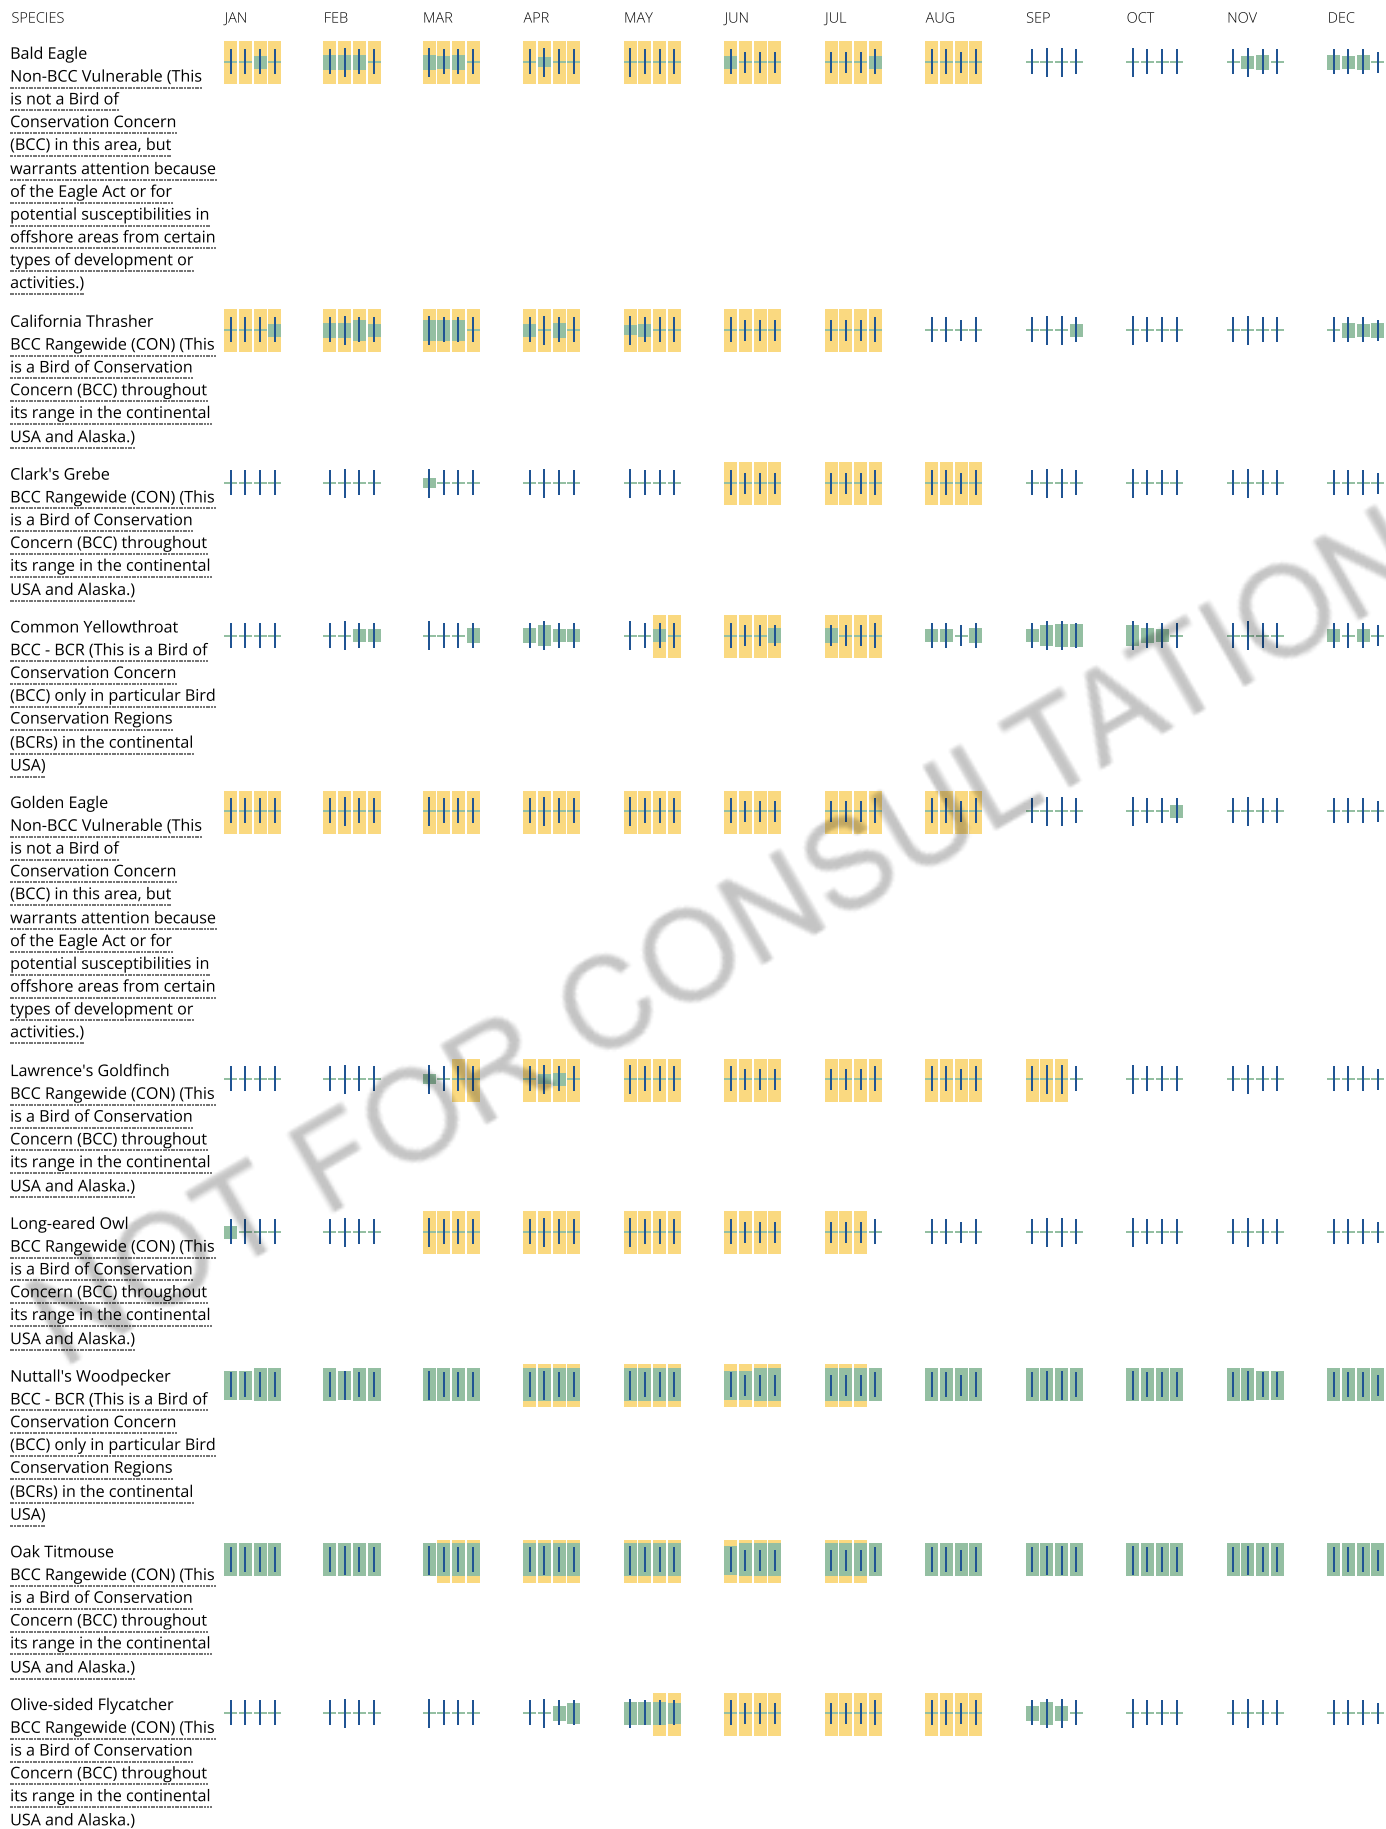 SPECIES JAN FEB MAR APR MAY JUN JUL AUG SEP OCT NOV DEC
Bald Eagle
Non-BCC Vulnerable (This
is not a Bird of
Conservation Concern
(BCC) in this area, but
warrants attention because
of the Eagle Act or for
potential susceptibilities in
offshore areas from certain
types of development or
activities.)
California Thrasher
BCC Rangewide (CON) (This
is a Bird of Conservation
Concern (BCC) throughout
its range in the continental
USA and Alaska.)
Clark's Grebe
BCC Rangewide (CON) (This
is a Bird of Conservation
Concern (BCC) throughout
its range in the continental
USA and Alaska.)
Common Yellowthroat
BCC - BCR (This is a Bird of
Conservation Concern
(BCC) only in particular Bird
Conservation Regions
(BCRs) in the continental
USA)
Golden Eagle
Non-BCC Vulnerable (This
is not a Bird of
Conservation Concern
(BCC) in this area, but
warrants attention because
of the Eagle Act or for
potential susceptibilities in
offshore areas from certain
types of development or
activities.)
Lawrence's Goldfinch
BCC Rangewide (CON) (This
is a Bird of Conservation
Concern (BCC) throughout
its range in the continental
USA and Alaska.)
Long-eared Owl
BCC Rangewide (CON) (This
is a Bird of Conservation
Concern (BCC) throughout
its range in the continental
USA and Alaska.)
Nuttall's Woodpecker
BCC - BCR (This is a Bird of
Conservation Concern
(BCC) only in particular Bird
Conservation Regions
(BCRs) in the continental
USA)
Oak Titmouse
BCC Rangewide (CON) (This
is a Bird of Conservation
Concern (BCC) throughout
its range in the continental
USA and Alaska.)
Olive-sided Flycatcher
BCC Rangewide (CON) (This
is a Bird of Conservation
Concern (BCC) throughout
its range in the continental
USA and Alaska.)
NOT FOR CONSULTATION